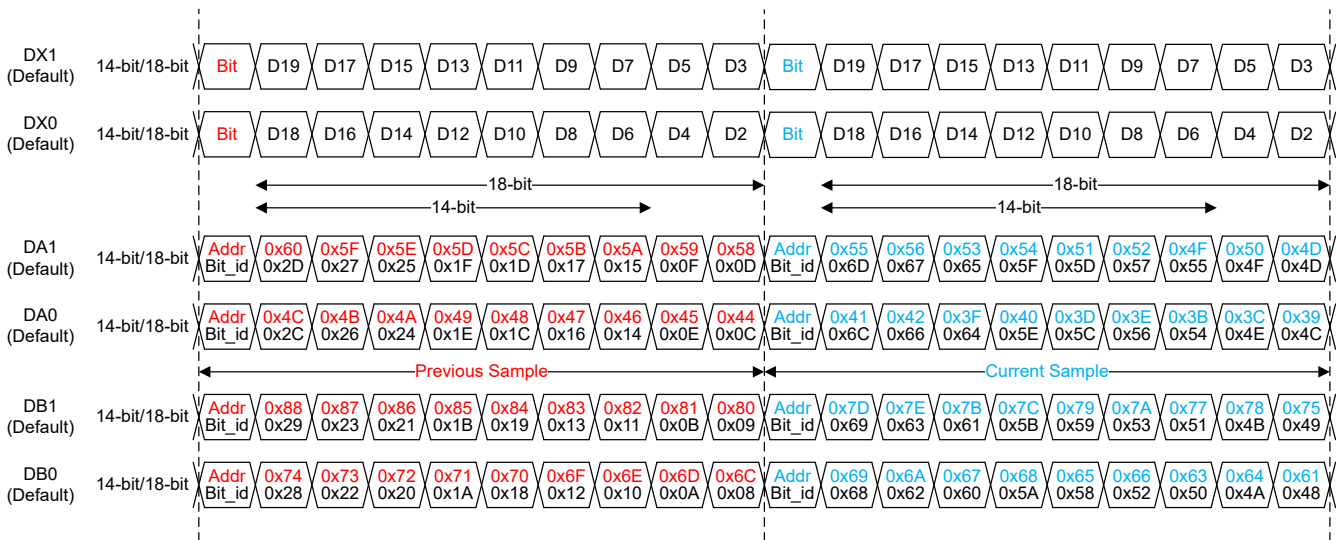 DX1
(Default)
14-bit/18-bit
Bit D19 D17 D15 D13 D11 D9 D7 D5 D3 Bit D19 D17 D15 D13 D11 D9 D7 D5 D3
DX0
(Default)
14-bit/18-bit
Bit D18 D16 D14 D12 D10 D8 D6 D4 D2 Bit D18 D16 D14 D12 D10 D8 D6 D4 D2
18-bit 18-bit
14-bit 14-bit
DA1
(Default)
14-bit/18-bit
Addr 0x60 0x5F 0x5E 0x5D 0x5C 0x5B 0x5A 0x59 0x58 Addr 0x55 0x56 0x53 0x54 0x51 0x52 0x4F 0x50 0x4D
Bit_id 0x2D 0x27 0x25 0x1F 0x1D 0x17 0x15 0x0F 0x0D Bit_id 0x6D 0x67 0x65 0x5F 0x5D 0x57 0x55 0x4F 0x4D
DA0
(Default)
14-bit/18-bit
Addr 0x4C 0x4B 0x4A 0x49 0x48 0x47 0x46 0x45 0x44 Addr 0x41 0x42 0x3F 0x40 0x3D 0x3E 0x3B 0x3C 0x39
Bit_id 0x2C 0x26 0x24 0x1E 0x1C 0x16 0x14 0x0E 0x0C Bit_id 0x6C 0x66 0x64 0x5E 0x5C 0x56 0x54 0x4E 0x4C
Previous Sample Current Sample
DB1
(Default)
14-bit/18-bit
Addr 0x88 0x87 0x86 0x85 0x84 0x83 0x82 0x81 0x80 Addr 0x7D 0x7E 0x7B 0x7C 0x79 0x7A 0x77 0x78 0x75
Bit_id 0x29 0x23 0x21 0x1B 0x19 0x13 0x11 0x0B 0x09 Bit_id 0x69 0x63 0x61 0x5B 0x59 0x53 0x51 0x4B 0x49
DB0
(Default)
14-bit/18-bit
Addr 0x74 0x73 0x72 0x71 0x70 0x6F 0x6E 0x6D 0x6C Addr 0x69 0x6A 0x67 0x68 0x65 0x66 0x63 0x64 0x61
Bit_id 0x28 0x22 0x20 0x1A 0x18 0x12 0x10 0x0A 0x08 Bit_id 0x68 0x62 0x60 0x5A 0x58 0x52 0x50 0x4A 0x48